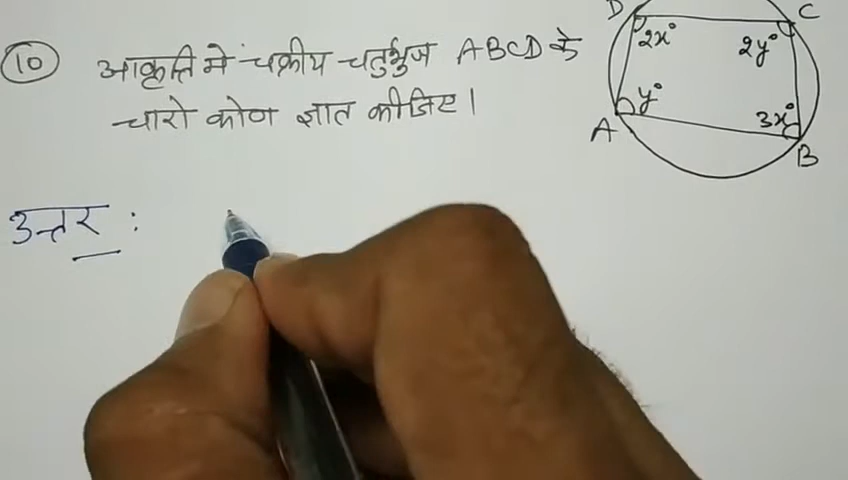 10 आकृति में चक्रीय चतुर्भुज ABCD के
चारो कोण ज्ञात कीजिए।
D
C
2x°
2y°
y°
3x°
A
B
उत्तर :